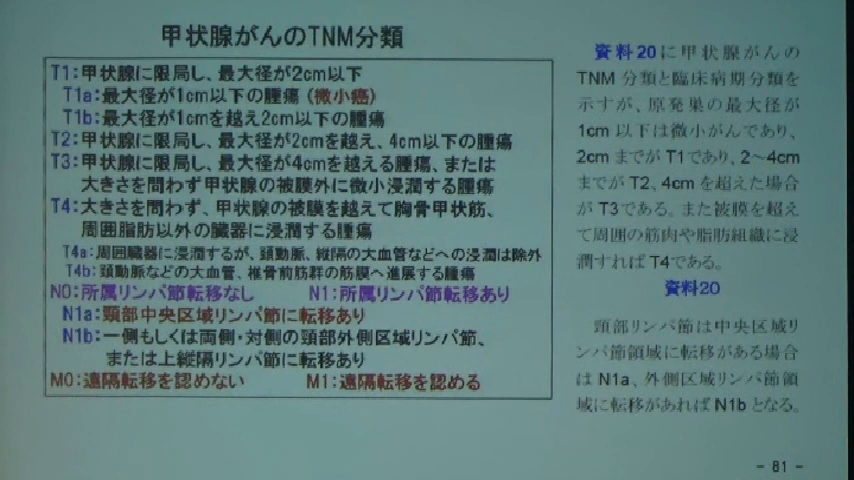 甲状腺がんのTNM分類
T1:甲状腺に限局し、最大径が2cm以下
T1a:最大径が1cm以下の腫瘍 (微小癌)
T1b:最大径が1cmを越え2cm以下の腫瘍
T2:甲状腺に限局し、最大径が2cmを越え、4cm以下の腫瘍
T3:甲状腺に限局し、最大径が4cmを越える腫瘍、または
大きさを問わず甲状腺の被膜外に微小浸潤する腫瘍
T4:大きさを問わず、甲状腺の被膜を越えて胸骨甲状筋、
周囲脂肪以外の臓器に浸潤する腫瘍
T4a:周囲臓器に浸潤するが、頸動脈、縦隔の大血管などへの浸潤は除外
T4b:頸動脈などの大血管、椎骨前筋群の筋膜へ進展する腫瘍
N0:所属リンパ節転移なし N1:所属リンパ節転移あり
N1a:頸部中央区域リンパ節に転移あり
N1b:一側もしくは両側・対側の頸部外側区域リンパ節、
または上縦隔リンパ節に転移あり
M0:遠隔転移を認めない M1:遠隔転移を認める
資料20に甲状腺がんの
TNM 分類と臨床病期分類を
示すが、原発巣の最大径が
1cm 以下は微小がんであり、
2cm までが T1であり、2〜4cm
までが T2、4cm を超えた場合
が T3である。また被膜を超え
て周囲の筋肉や脂肪組織に浸
潤すれば T4である。
資料20
頸部リンパ節は中央区域リ
ンパ節領域に転移がある場合
は N1a、外側区域リンパ節領
域に転移があれば N1b となる。
- 81 -